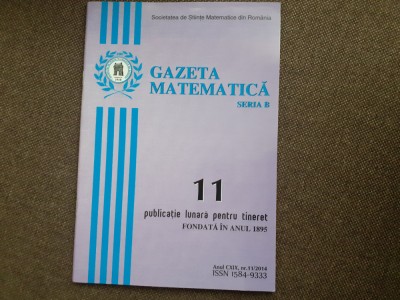 Societatea de Științe Matematice din România
GAZETA
MATEMATICĂ
SERIA B
11
publicație lunară pentru tineret
FONDATĂ ÎN ANUL 1895
Anul CXIX, nr. 11/2014
ISSN 1584-9333